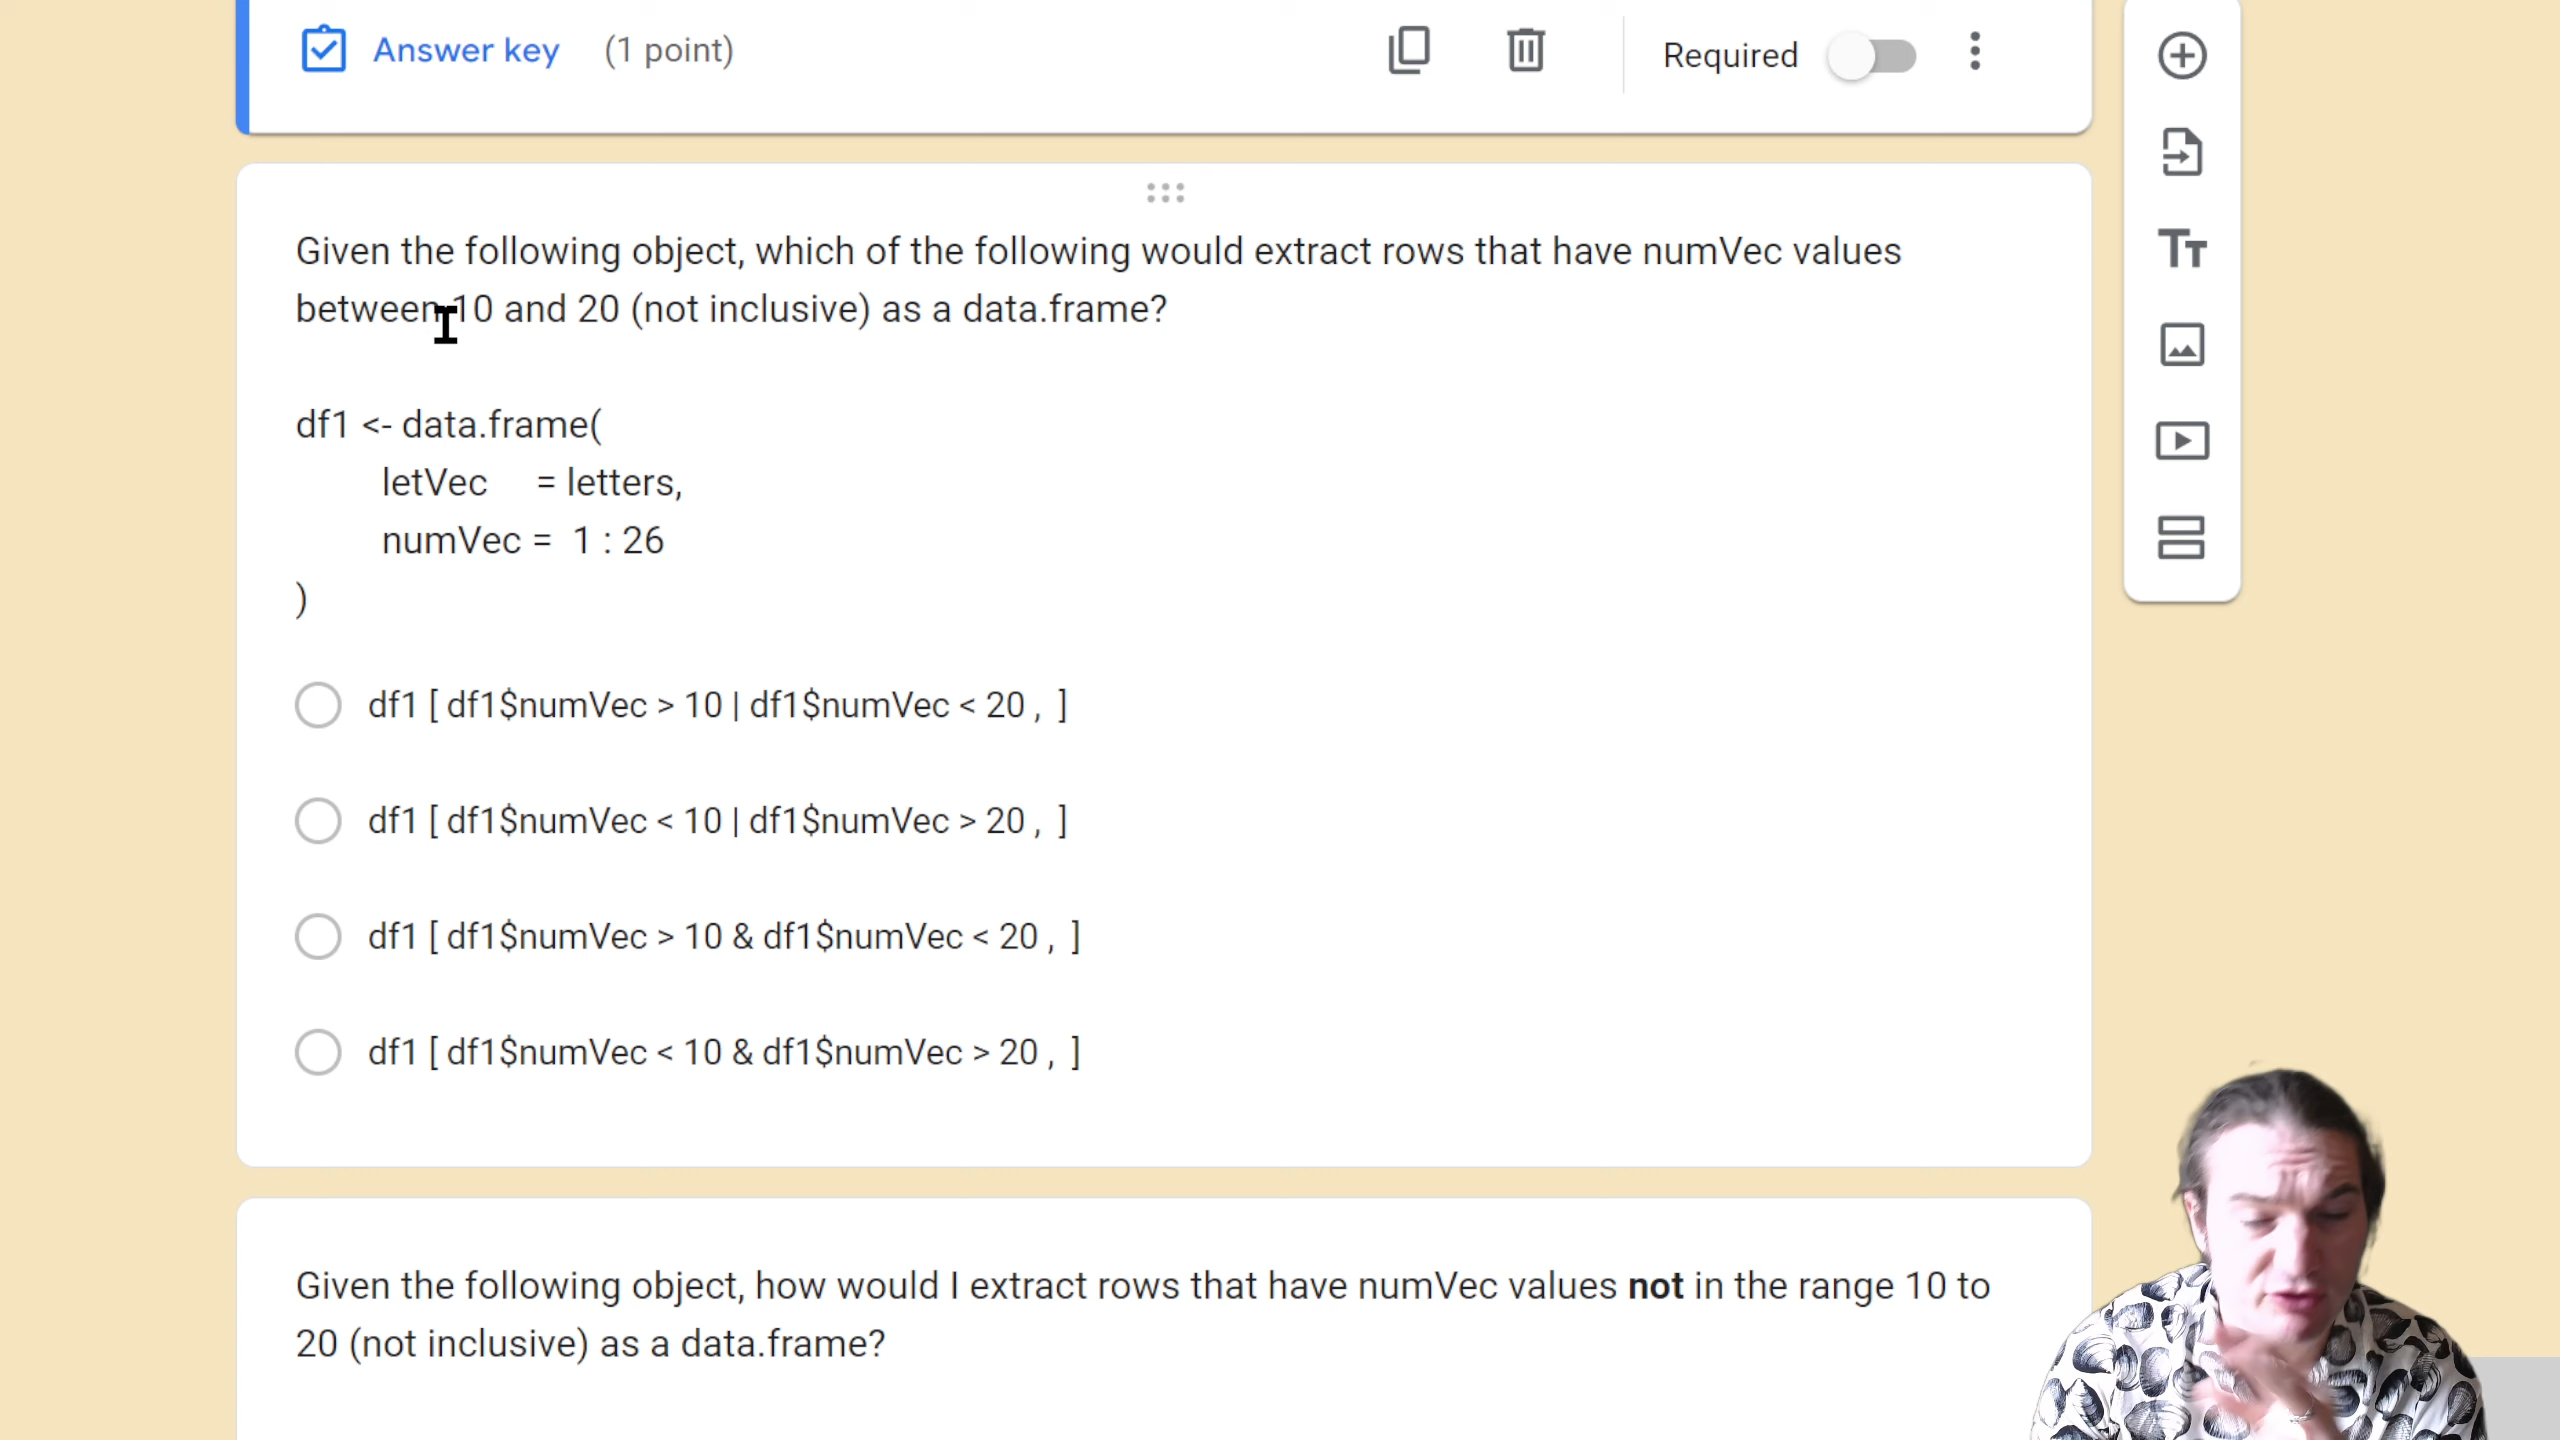 Answer key (1 point) Required
Given the following object, which of the following would extract rows that have numVec values
between 10 and 20 (not inclusive) as a data.frame?
df1 <- data.frame(
letVec = letters,
numVec = 1 : 26
)
df1 [ df1$numVec > 10 | df1$numVec < 20 , ]
df1 [ df1$numVec < 10 | df1$numVec > 20 , ]
df1 [ df1$numVec > 10 & df1$numVec < 20 , ]
df1 [ df1$numVec < 10 & df1$numVec > 20 , ]
Given the following object, how would I extract rows that have numVec values not in the range 10 to
20 (not inclusive) as a data.frame?